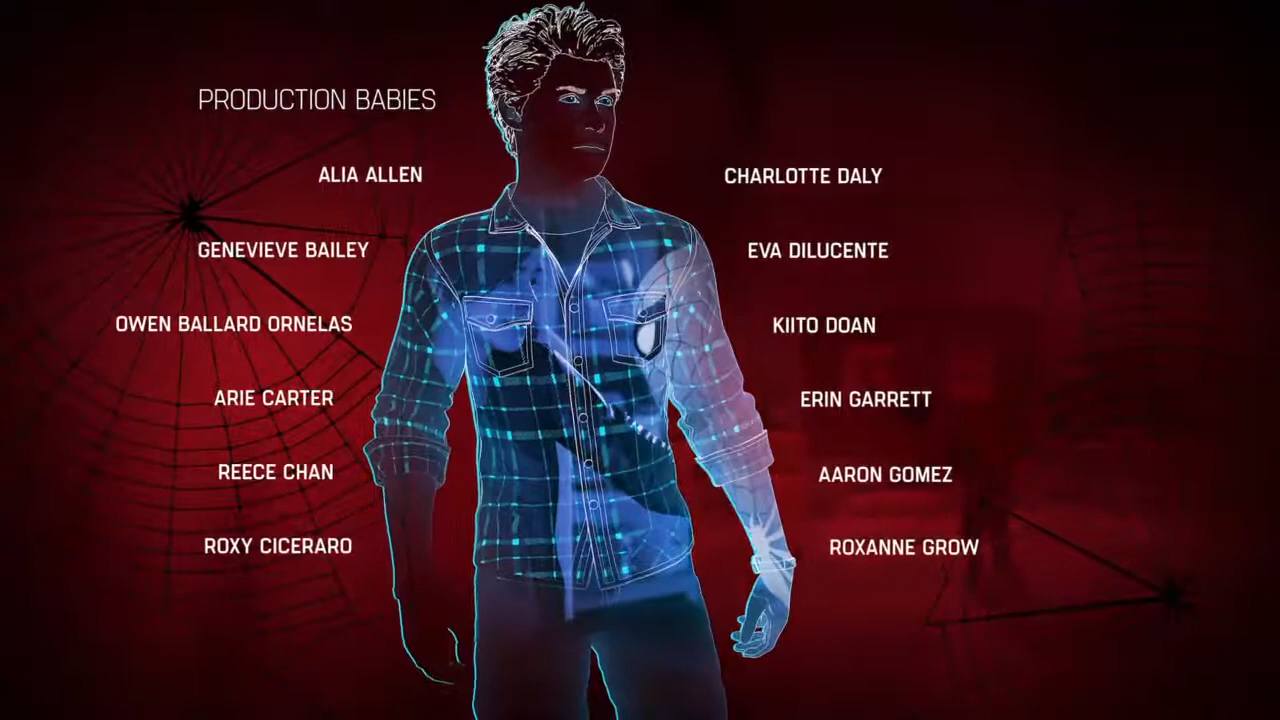 PRODUCTION BABIES
ALIA ALLEN
GENEVIEVE BAILEY
OWEN BALLARD ORNELAS
ARIE CARTER
REECE CHAN
ROXY CICERARO
CHARLOTTE DALY
EVA DILUCENTE
KIITO DOAN
ERIN GARRETT
AARON GOMEZ
ROXANNE GROW